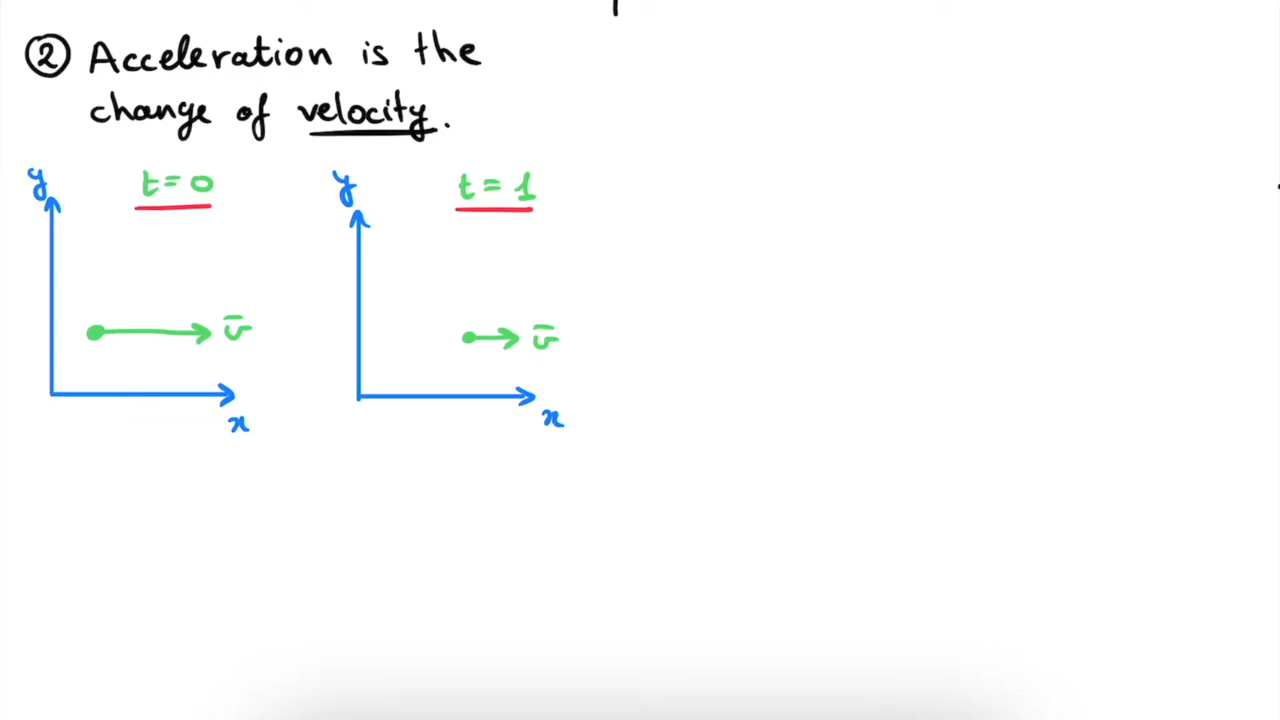 ② Acceleration is the
change of velocity.
y
t = 0
v̄
x
y
t = 1
v̄
x